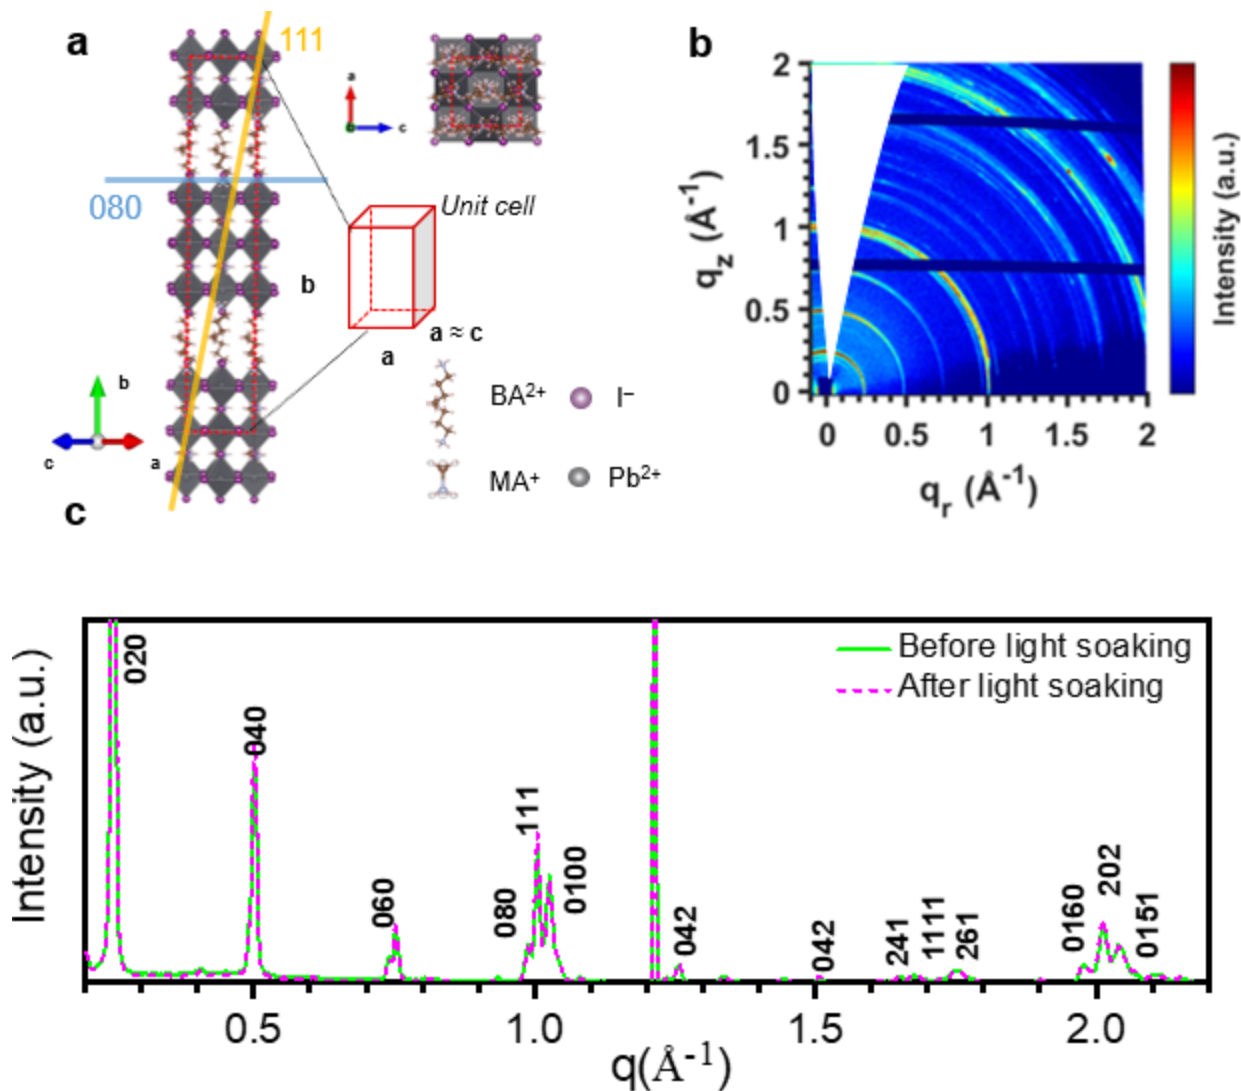 a
111
a
c
080
Unit cell
b
a ≈ c
a
BA²⁺
I⁻
MA⁺
Pb²⁺
b
c
a
b
2
1.5
1
0.5
0
qz (Å⁻¹)
0
0.5
1
1.5
2
qr (Å⁻¹)
Intensity (a.u.)
c
Before light soaking
After light soaking
020
040
060
080
111
0100
042
042
241
1111
261
0160
202
0151
Intensity (a.u.)
0.5
1.0
1.5
2.0
q(Å⁻¹)